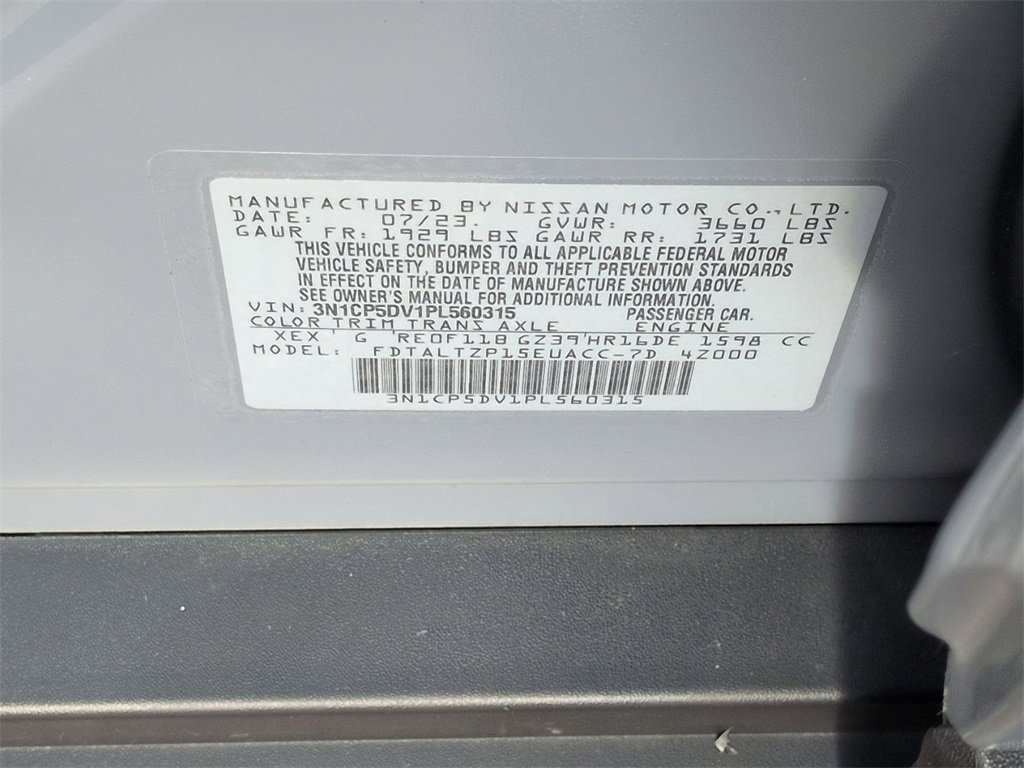 MANUFACTURED BY NISSAN MOTOR CO., LTD.
DATE: 07/23. GVWR: 3660 LBS
GAWR FR: 1929 LBS GAWR RR: 1731 LBS
THIS VEHICLE CONFORMS TO ALL APPLICABLE FEDERAL MOTOR
VEHICLE SAFETY, BUMPER AND THEFT PREVENTION STANDARDS
IN EFFECT ON THE DATE OF MANUFACTURE SHOWN ABOVE.
SEE OWNER'S MANUAL FOR ADDITIONAL INFORMATION.
VIN: 3N1CP5DV1PL560315 PASSENGER CAR.
COLOR TRIM TRANS AXLE ENGINE
XEX G 'RE0F11B GZ39'HR16DE 1598 CC
MODEL: FDTALTZP15EUACC-7D 4Z000
3N1CP5DV1PL560315